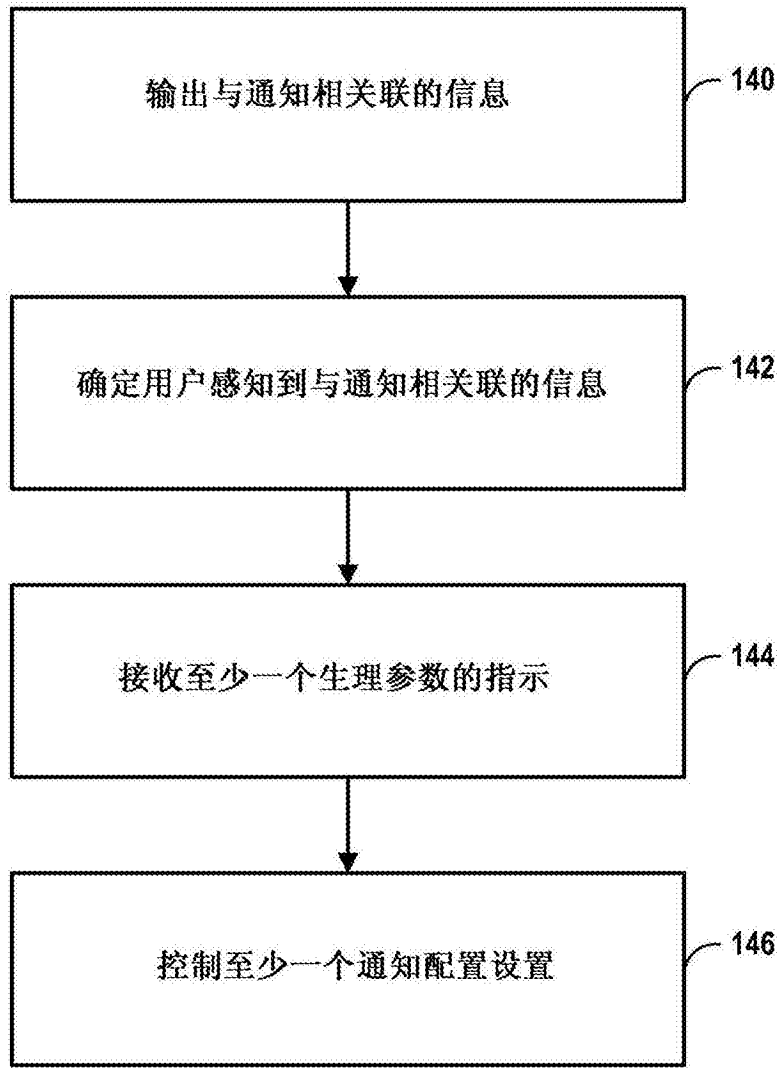 输出与通知相关联的信息
140
确定用户感知到与通知相关联的信息
142
接收至少一个生理参数的指示
144
控制至少一个通知配置设置
146